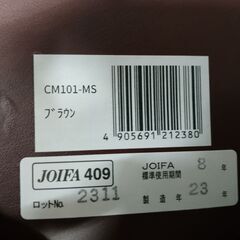 CM101-MS
ブラウン
4 905691 212380
JOIFA 409
ロットNo. 2311
JOIFA 標準使用期間 8 年
製造年 23 年